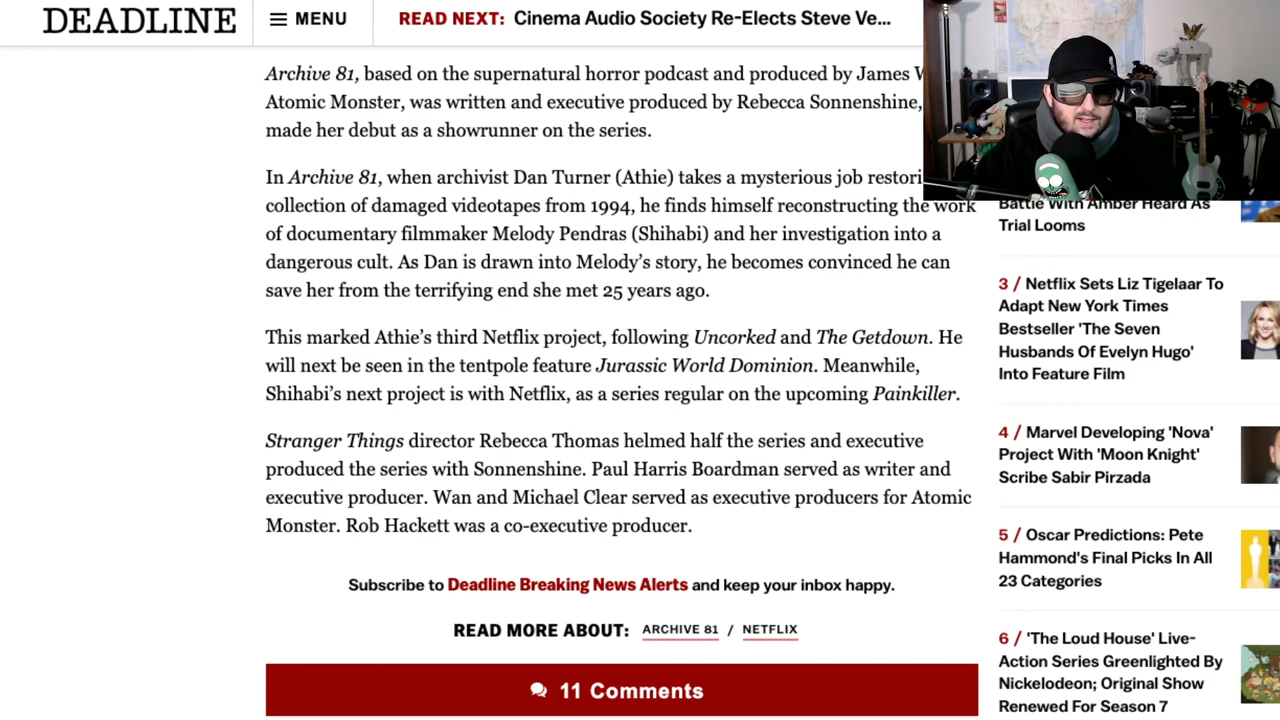 DEADLINE
MENU
READ NEXT: Cinema Audio Society Re-Elects Steve Ve...
Archive 81, based on the supernatural horror podcast and produced by James
Atomic Monster, was written and executive produced by Rebecca Sonnenshine,
made her debut as a showrunner on the series.
In Archive 81, when archivist Dan Turner (Athie) takes a mysterious job
collection of damaged videotapes from 1994, he finds himself reconstructing the work
of documentary filmmaker Melody Pendras (Shihabi) and her investigation into a
dangerous cult. As Dan is drawn into Melody’s story, he becomes convinced he can
save her from the terrifying end she met 25 years ago.
This marked Athie’s third Netflix project, following Uncorked and The Getdown. He
will next be seen in the tentpole feature Jurassic World Dominion. Meanwhile,
Shihabi’s next project is with Netflix, as a series regular on the upcoming Painkiller.
Stranger Things director Rebecca Thomas helmed half the series and executive
produced the series with Sonnenshine. Paul Harris Boardman served as writer and
executive producer. Wan and Michael Clear served as executive producers for Atomic
Monster. Rob Hackett was a co-executive producer.
Subscribe to Deadline Breaking News Alerts and keep your inbox happy.
READ MORE ABOUT: ARCHIVE 81 / NETFLIX
11 Comments
Battle With Amber Heard As
Trial Looms
3 / Netflix Sets Liz Tigelaar To
Adapt New York Times
Bestseller 'The Seven
Husbands Of Evelyn Hugo'
Into Feature Film
4 / Marvel Developing 'Nova'
Project With 'Moon Knight'
Scribe Sabir Pirzada
5 / Oscar Predictions: Pete
Hammond's Final Picks In All
23 Categories
6 / 'The Loud House' Live-
Action Series Greenlighted By
Nickelodeon; Original Show
Renewed For Season 7